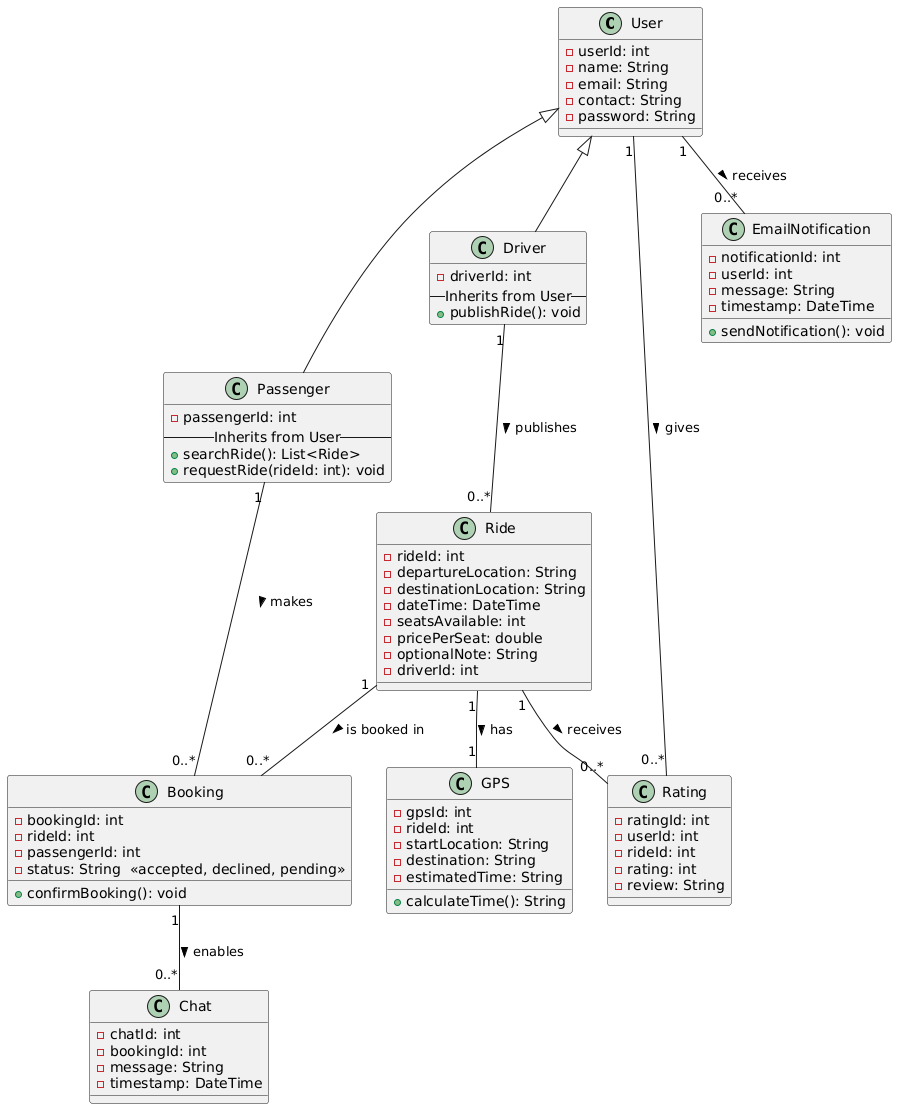 C User
userId: int
name: String
email: String
contact: String
password: String
1
1
receives
0..*
C EmailNotification
notificationId: int
userId: int
message: String
timestamp: DateTime
sendNotification(): void
C Driver
driverId: int
Inherits from User
publishRide(): void
1
publishes
0..*
gives
0..*
C Passenger
passengerId: int
Inherits from User
searchRide(): List<Ride>
requestRide(rideId: int): void
1
makes
0..*
C Ride
rideId: int
departureLocation: String
destinationLocation: String
dateTime: DateTime
seatsAvailable: int
pricePerSeat: double
optionalNote: String
driverId: int
1
is booked in
0..*
1
has
1
1
receives
0..*
C Booking
bookingId: int
rideId: int
passengerId: int
status: String «accepted, declined, pending»
confirmBooking(): void
C GPS
gpsId: int
rideId: int
startLocation: String
destination: String
estimatedTime: String
calculateTime(): String
C Rating
ratingId: int
userId: int
rideId: int
rating: int
review: String
1
enables
0..*
C Chat
chatId: int
bookingId: int
message: String
timestamp: DateTime